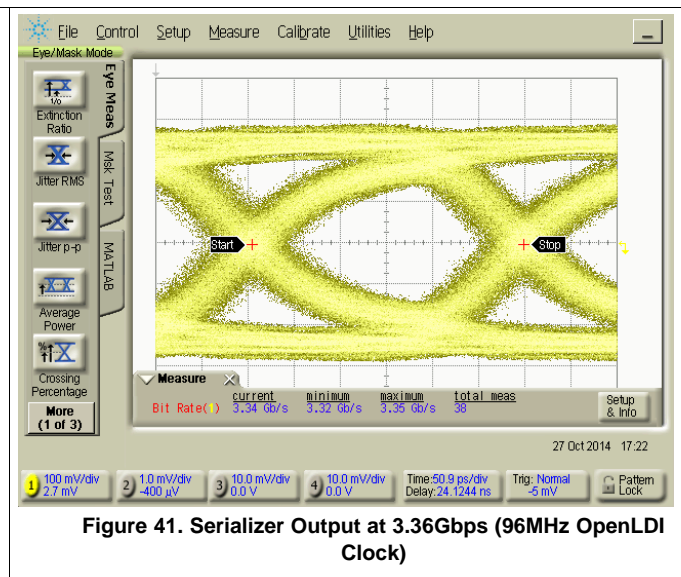 File Control Setup Measure Calibrate Utilities Help
Eye/Mask Mode
Eye Meas
Msk Test
MATLAB
1/0
Extinction
Ratio
Jitter RMS
Jitter p-p
Average
Power
Crossing
Percentage
More
(1 of 3)
Start
Stop
Measure
current minimum maximum total meas
Bit Rate(1) 3.34 Gb/s 3.32 Gb/s 3.35 Gb/s 38
Setup
& Info
27 Oct 2014 17:22
1 100 mV/div 2.7 mV
2 1.0 mV/div -400 µV
3 10.0 mV/div 0.0 V
4 10.0 mV/div 0.0 V
Time:50.9 ps/div
Delay:24.1244 ns
Trig: Normal
-5 mV
Pattern
Lock
Figure 41. Serializer Output at 3.36Gbps (96MHz OpenLDI
Clock)